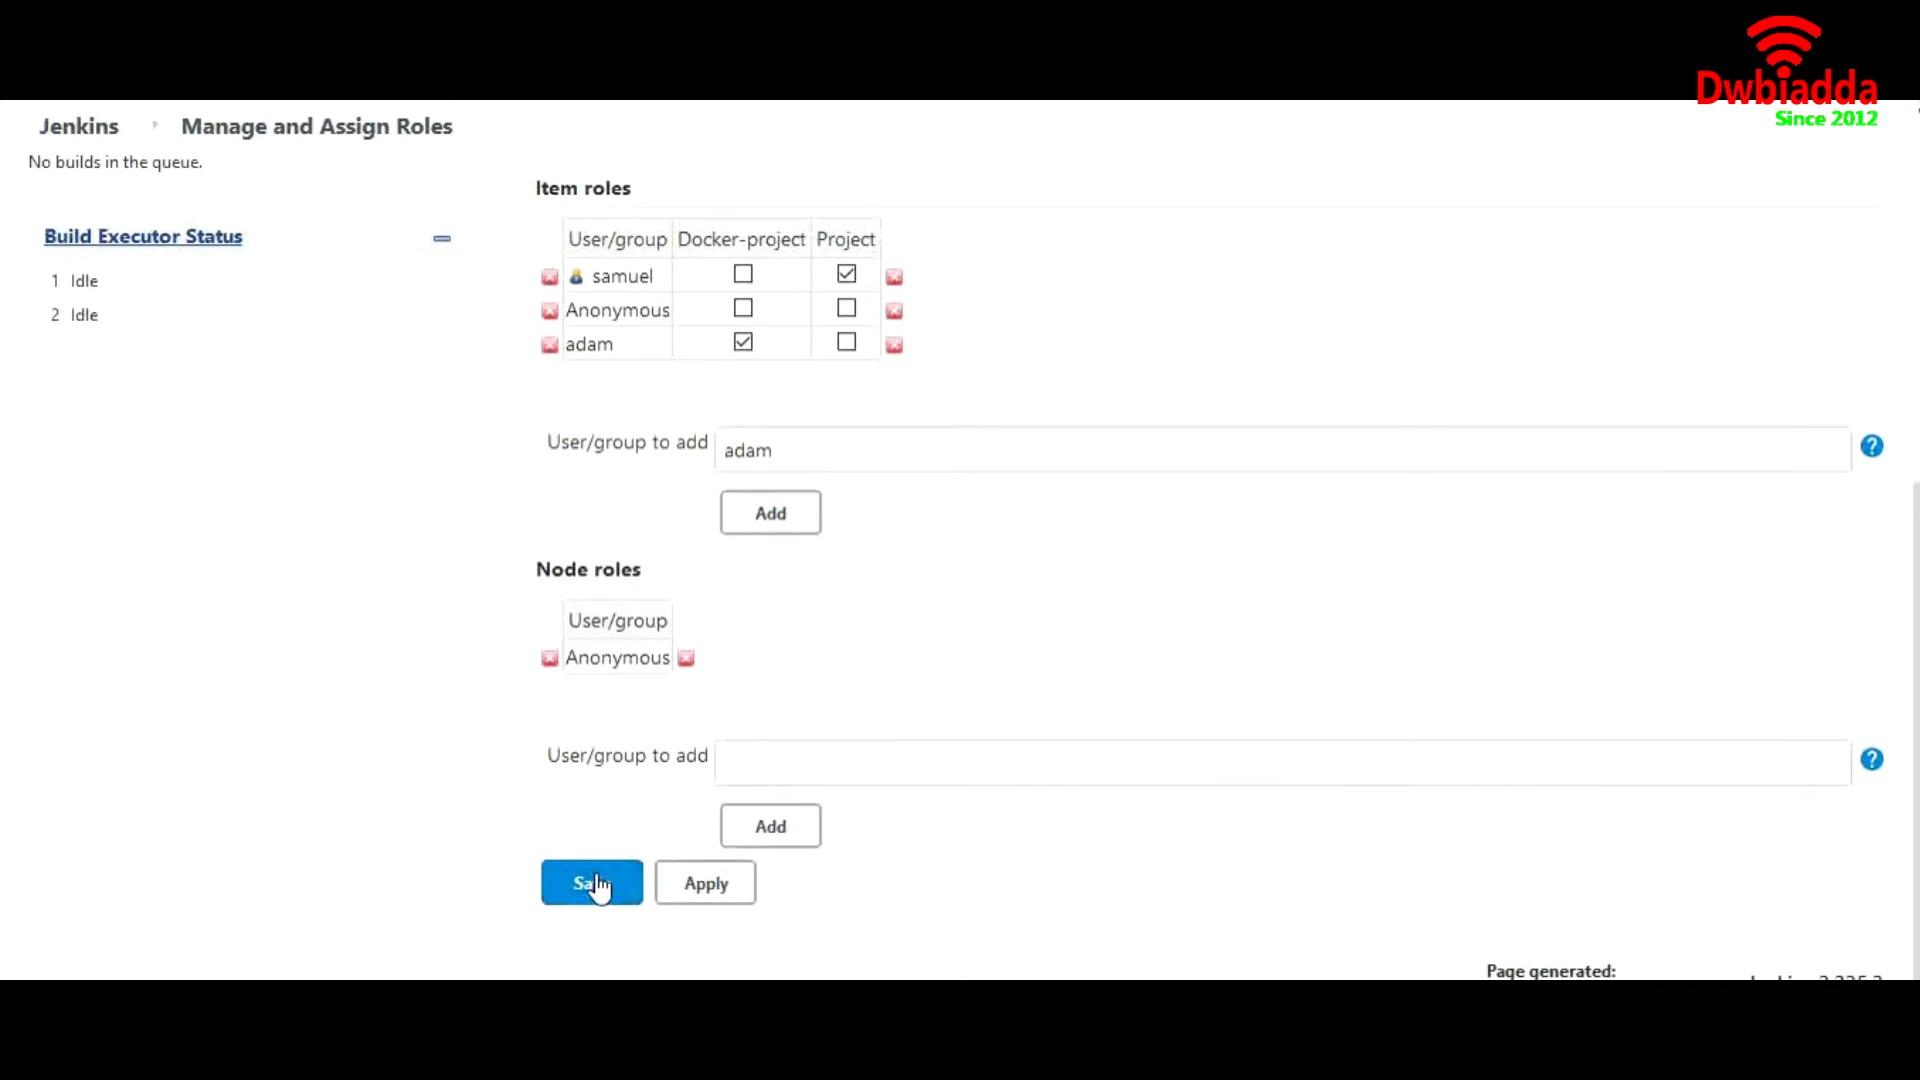 Dwbiadda
Since 2012
Jenkins Manage and Assign Roles
No builds in the queue.
Item roles
Build Executor Status
User/group Docker-project Project
samuel
1 Idle
Anonymous
2 Idle
adam
User/group to add adam ?
Add
Node roles
User/group
Anonymous
User/group to add ?
Add
Apply
Page generated: